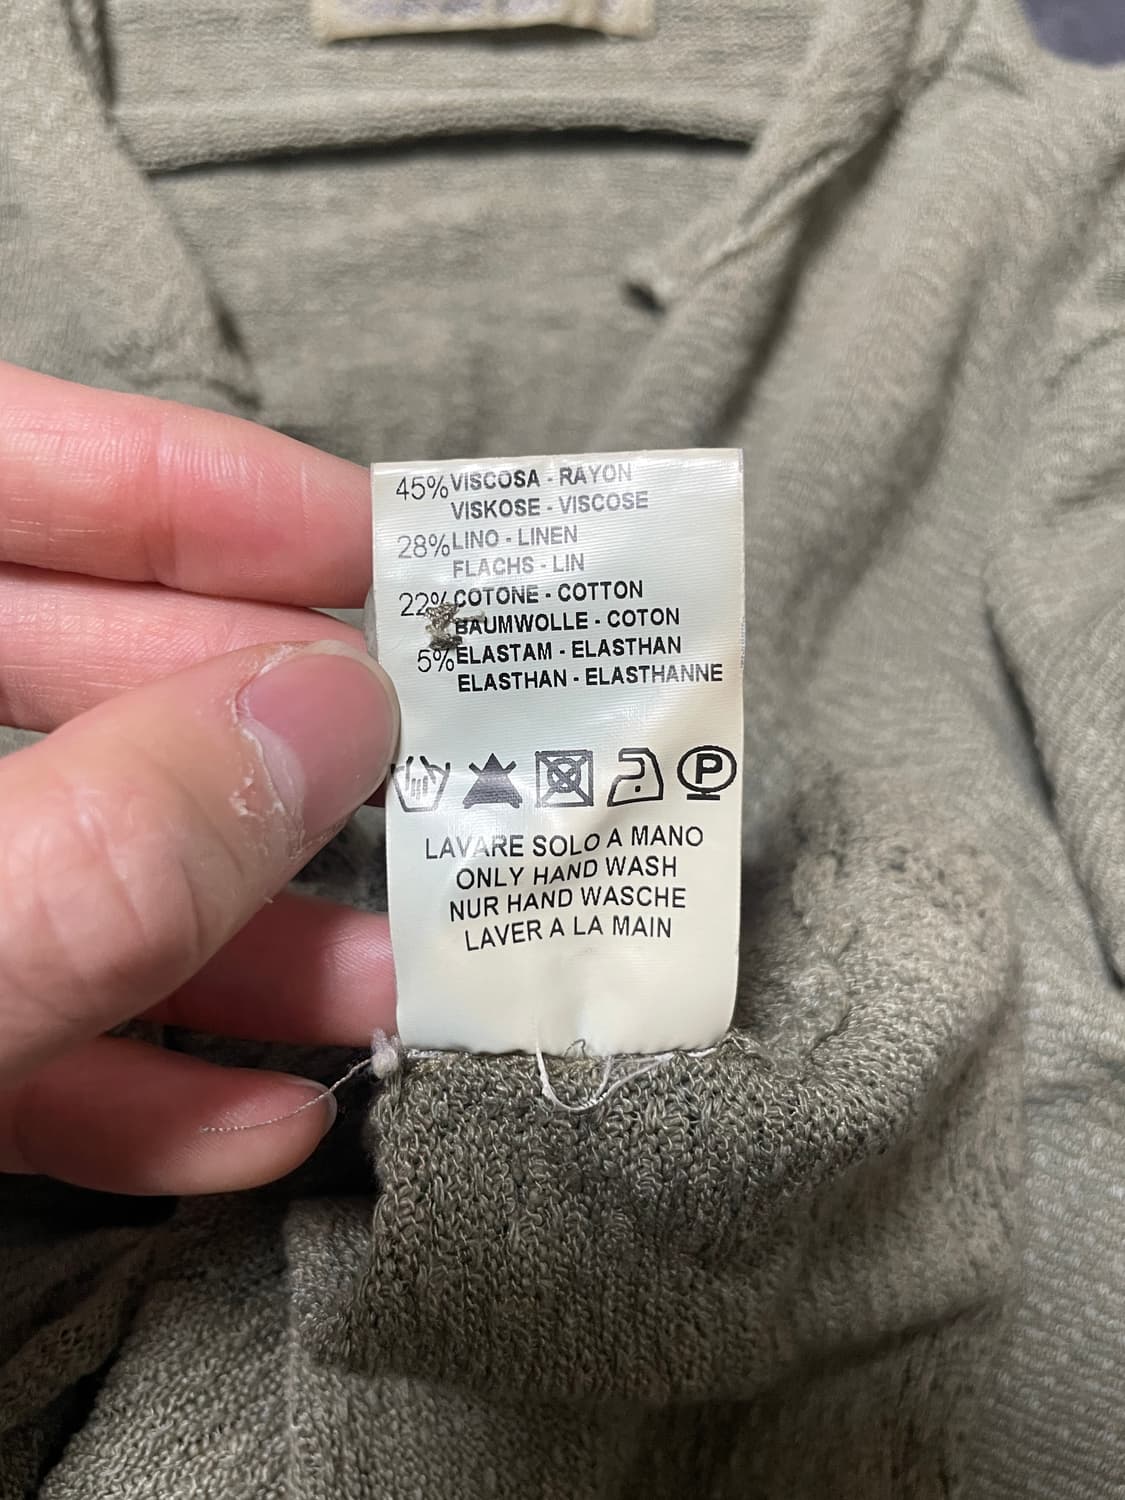 45% VISCOSA - RAYON
VISKOSE - VISCOSE
28% LINO - LINEN
FLACHS - LIN
22% COTONE - COTTON
BAUMWOLLE - COTON
5% ELASTAM - ELASTHAN
ELASTHAN - ELASTHANNE
P
LAVARE SOLO A MANO
ONLY HAND WASH
NUR HAND WASCHE
LAVER A LA MAIN